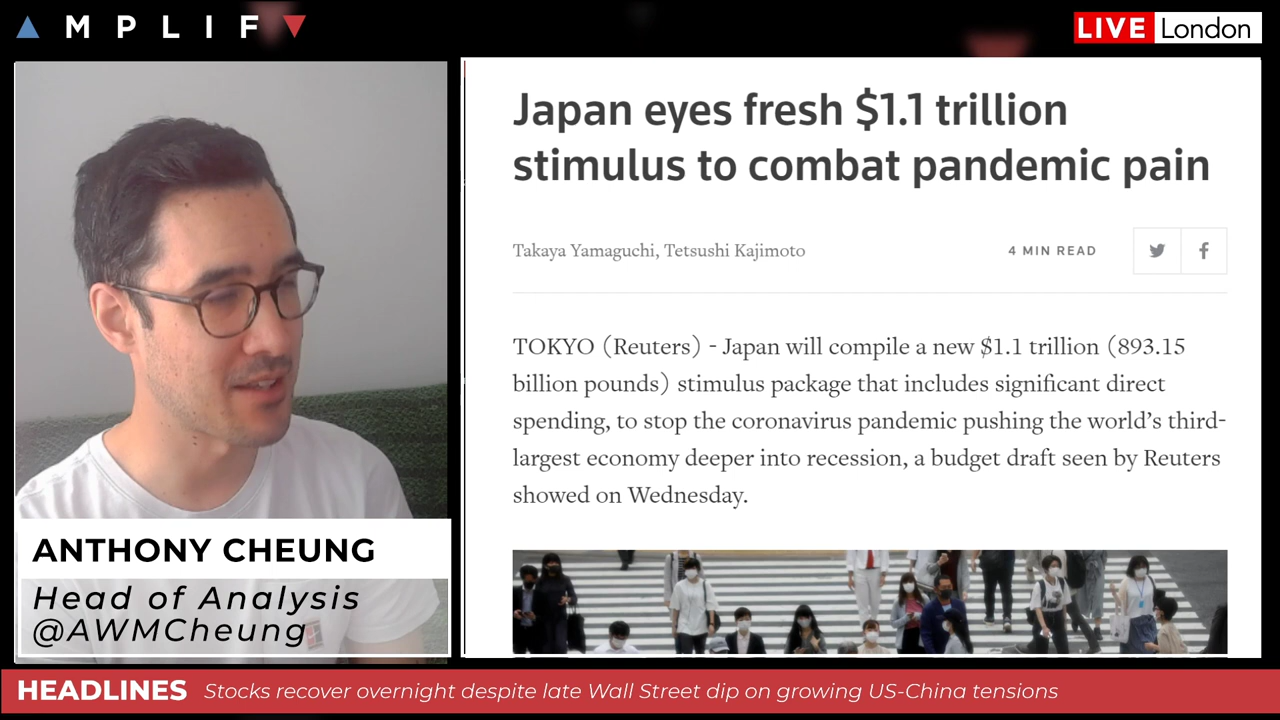 AMPLIFY
LIVE London
Japan eyes fresh $1.1 trillion
stimulus to combat pandemic pain
Takaya Yamaguchi, Tetsushi Kajimoto
4 MIN READ
TOKYO (Reuters) - Japan will compile a new $1.1 trillion (893.15
billion pounds) stimulus package that includes significant direct
spending, to stop the coronavirus pandemic pushing the world’s third-
largest economy deeper into recession, a budget draft seen by Reuters
showed on Wednesday.
ANTHONY CHEUNG
Head of Analysis
@AWMCheung
HEADLINES Stocks recover overnight despite late Wall Street dip on growing US-China tensions